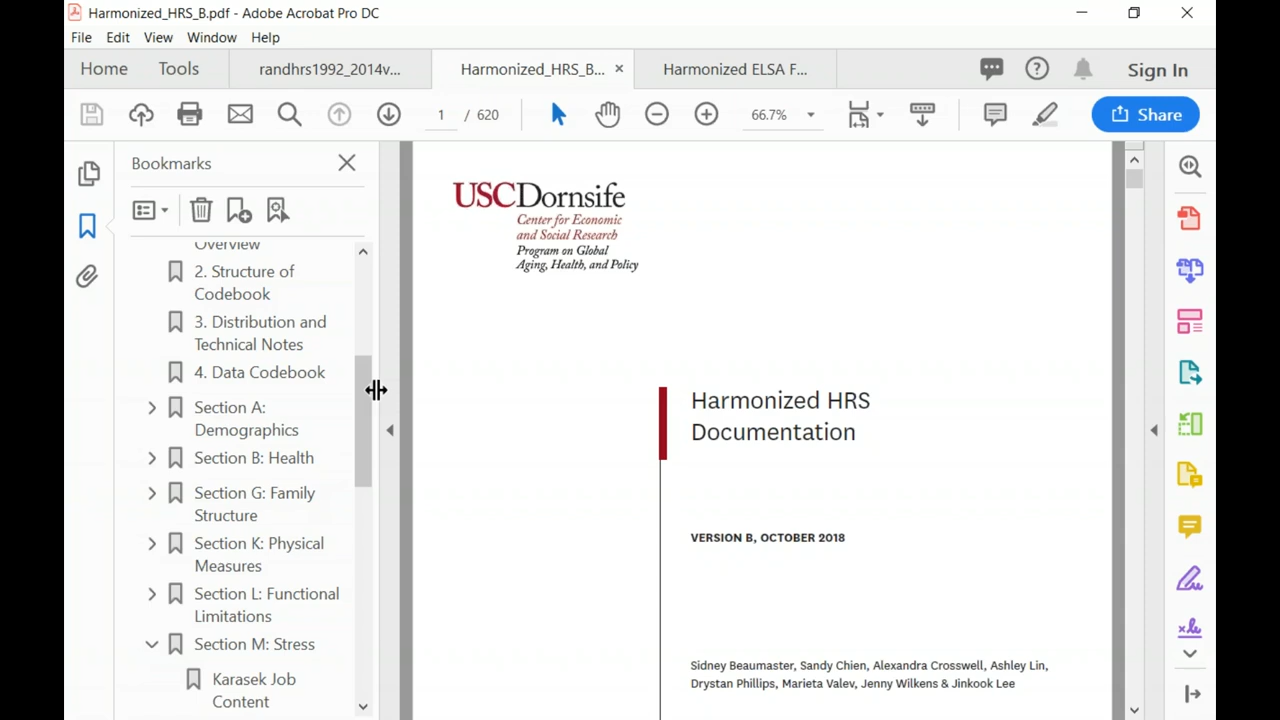 Harmonized_HRS_B.pdf - Adobe Acrobat Pro DC
File Edit View Window Help
Home Tools randhrs1992_2014v... Harmonized_HRS_B... × Harmonized ELSA F... Sign In
1 / 620 66.7% Share
Bookmarks
Overview
2. Structure of
Codebook
3. Distribution and
Technical Notes
4. Data Codebook
Section A:
Demographics
Section B: Health
Section G: Family
Structure
Section K: Physical
Measures
Section L: Functional
Limitations
Section M: Stress
Karasek Job
Content
USCDornsife
Center for Economic
and Social Research
Program on Global
Aging, Health, and Policy
Harmonized HRS
Documentation
VERSION B, OCTOBER 2018
Sidney Beaumaster, Sandy Chien, Alexandra Crosswell, Ashley Lin,
Drystan Phillips, Marieta Valev, Jenny Wilkens & Jinkook Lee